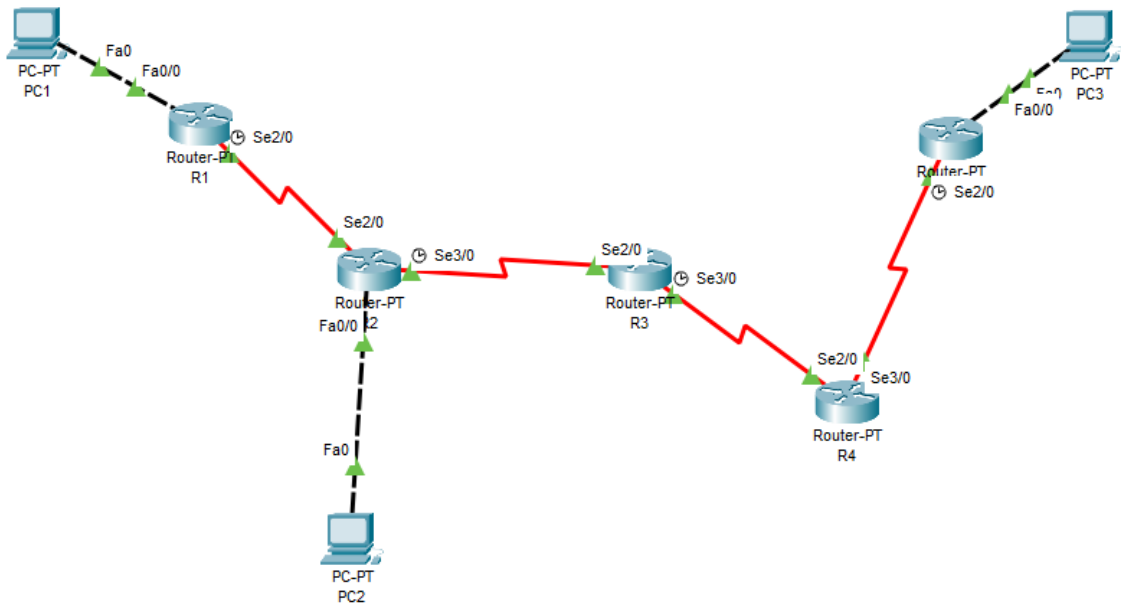 PC-PT
PC1
Fa0
Fa0/0
Se2/0
Router-PT
R1
Se2/0
Se3/0
Router-PT
Fa0/0
Fa0
PC-PT
PC2
Se2/0
Se3/0
Router-PT
R3
Se2/0
Se3/0
Router-PT
R4
PC-PT
PC3
Fa0/0
Router-PT
Se2/0